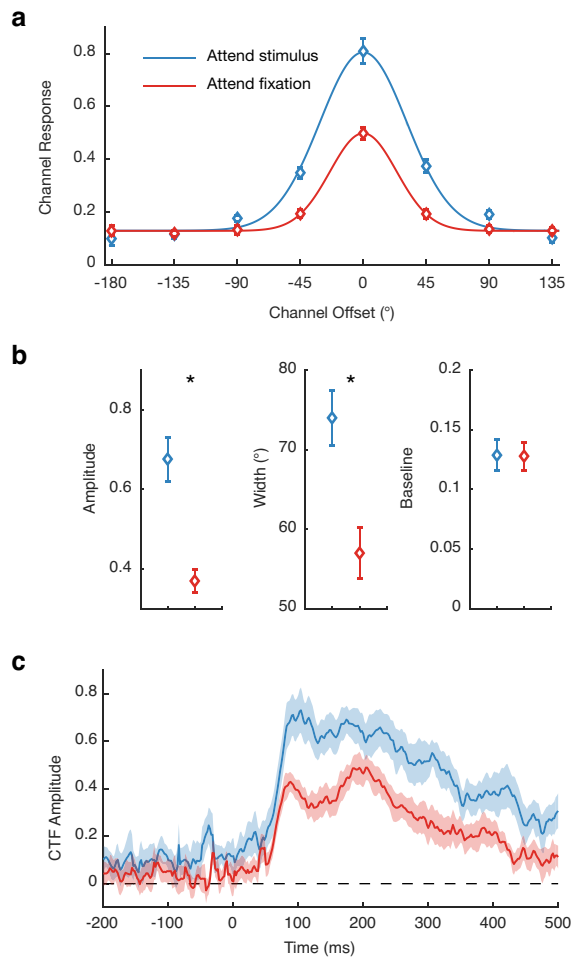 a
Attend stimulus
Attend fixation
Channel Response
0.8
0.6
0.4
0.2
0
-180 -135 -90 -45 0 45 90 135
Channel Offset (°)
b
*
*
Amplitude
0.8
0.6
0.4
Width (°)
80
70
60
50
Baseline
0.2
0.15
0.1
0.05
0
c
CTF Amplitude
0.8
0.6
0.4
0.2
0
-200 -100 0 100 200 300 400 500
Time (ms)